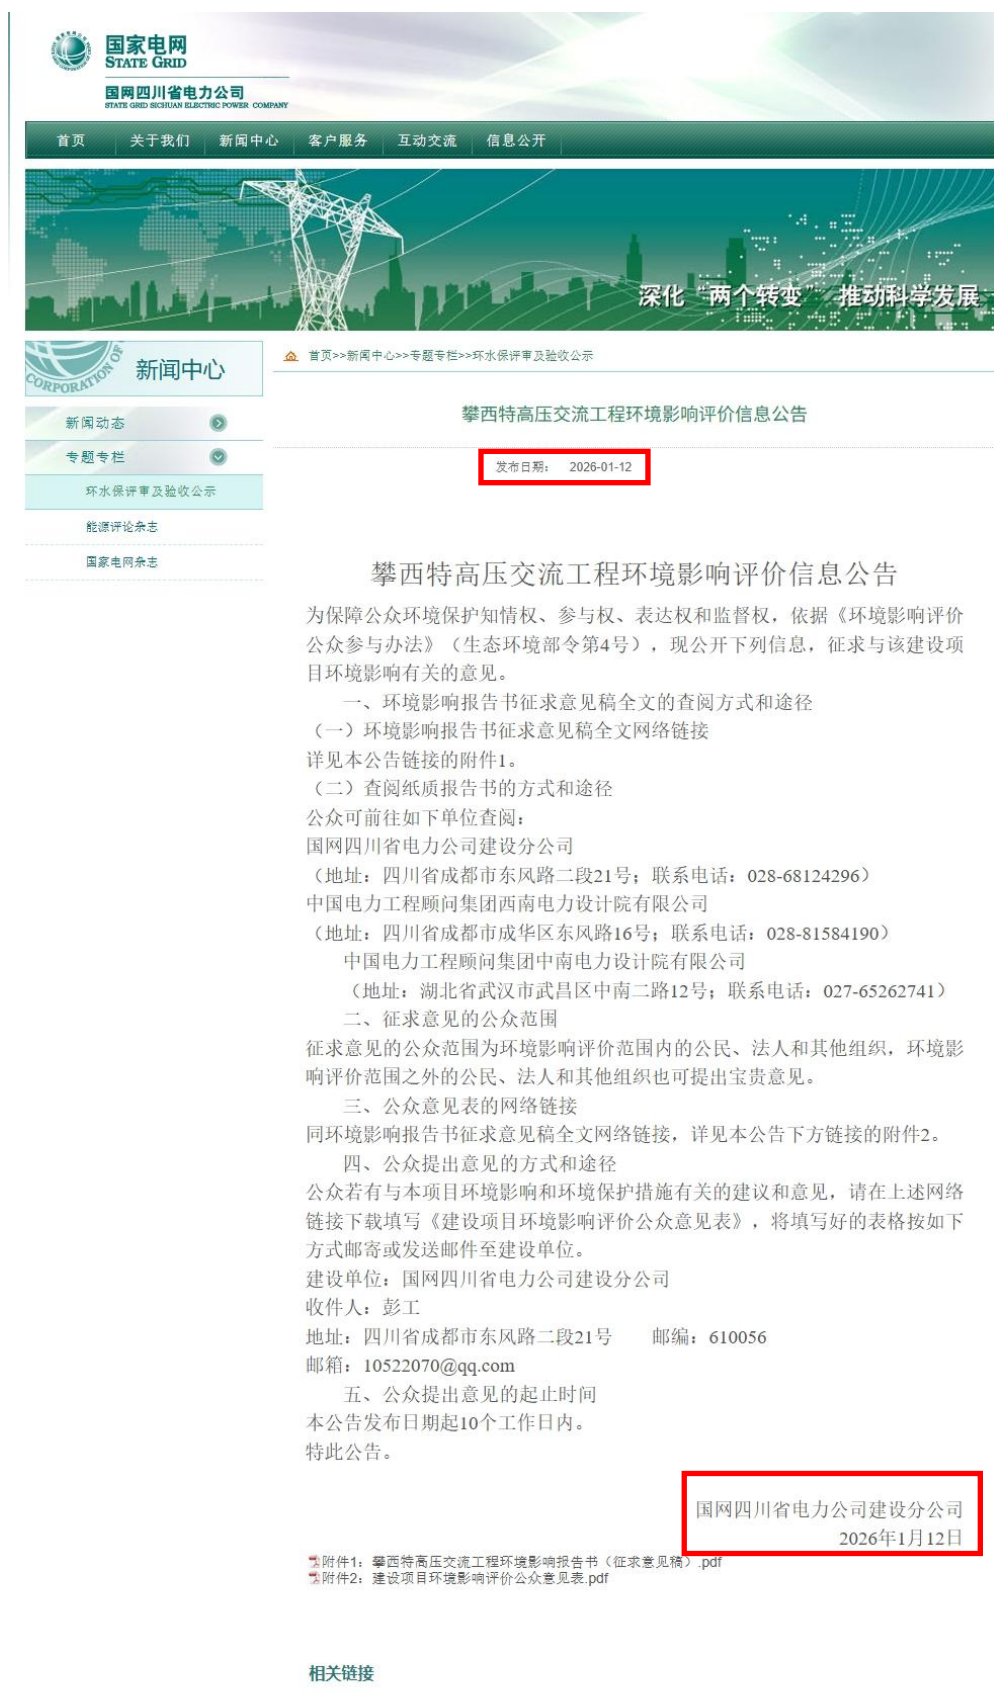 国家电网
STATE GRID
国网四川省电力公司
STATE GRID SICHUAN ELECTRIC POWER COMPANY
首页 关于我们 新闻中心 客户服务 互动交流 信息公开
深化“两个转变” 推动科学发展
CORPORATION OF
新闻中心
首页>>新闻中心>>专题专栏>>环水保评审及验收公示
新闻动态
专题专栏
环水保评审及验收公示
能源评论杂志
国家电网杂志
攀西特高压交流工程环境影响评价信息公告
发布日期： 2026-01-12
攀西特高压交流工程环境影响评价信息公告
为保障公众环境保护知情权、参与权、表达权和监督权，依据《环境影响评价
公众参与办法》（生态环境部令第4号），现公开下列信息，征求与该建设项
目环境影响有关的意见。
一、环境影响报告书征求意见稿全文的查阅方式和途径
（一）环境影响报告书征求意见稿全文网络链接
详见本公告链接的附件1。
（二）查阅纸质报告书的方式和途径
公众可前往如下单位查阅：
国网四川省电力公司建设分公司
（地址：四川省成都市东风路二段21号；联系电话：028-68124296）
中国电力工程顾问集团西南电力设计院有限公司
（地址：四川省成都市成华区东风路16号；联系电话：028-81584190）
中国电力工程顾问集团中南电力设计院有限公司
（地址：湖北省武汉市武昌区中南二路12号；联系电话：027-65262741）
二、征求意见的公众范围
征求意见的公众范围为环境影响评价范围内的公民、法人和其他组织，环境影
响评价范围之外的公民、法人和其他组织也可提出宝贵意见。
三、公众意见表的网络链接
同环境影响报告书征求意见稿全文网络链接，详见本公告下方链接的附件2。
四、公众提出意见的方式和途径
公众若有与本项目环境影响和环境保护措施有关的建议和意见，请在上述网络
链接下载填写《建设项目环境影响评价公众意见表》，将填写好的表格按如下
方式邮寄或发送邮件至建设单位。
建设单位：国网四川省电力公司建设分公司
收件人：彭工
地址：四川省成都市东风路二段21号 邮编：610056
邮箱：10522070@qq.com
五、公众提出意见的起止时间
本公告发布日期起10个工作日内。
特此公告。
国网四川省电力公司建设分公司
2026年1月12日
附件1：攀西特高压交流工程环境影响报告书（征求意见稿）.pdf
附件2：建设项目环境影响评价公众意见表.pdf
相关链接